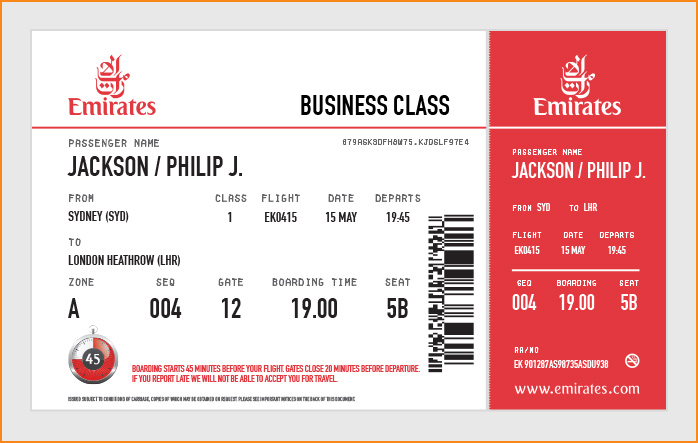 Emirates
BUSINESS CLASS
PASSENGER NAME
879A6K8DFH8W75.KJDSLF97E4
JACKSON / PHILIP J.
FROM CLASS FLIGHT DATE DEPARTS
SYDNEY (SYD) 1 EK0415 15 MAY 19:45
TO
LONDON HEATHROW (LHR)
ZONE SEQ GATE BOARDING TIME SEAT
A 004 12 19.00 5B
45
BOARDING STARTS 45 MINUTES BEFORE YOUR FLIGHT. GATES CLOSE 20 MINUTES BEFORE DEPARTURE.
IF YOU REPORT LATE WE WILL NOT BE ABLE TO ACCEPT YOU FOR TRAVEL.
ISSUED SUBJECT TO CONDITIONS OF CARRIAGE, COPIES OF WHICH MAY BE OBTAINED ON REQUEST. PLEASE SEE IMPORTANT NOTICES ON THE BACK OF THIS DOCUMENT.
Emirates
PASSENGER NAME
JACKSON / PHILIP J.
FROM SYD TO LHR
FLIGHT DATE DEPARTS
EK0415 15 MAY 19:45
SEQ BOARDING SEAT
004 19.00 5B
RA/NO
EK 901287AS98735ASDU938
www.emirates.com